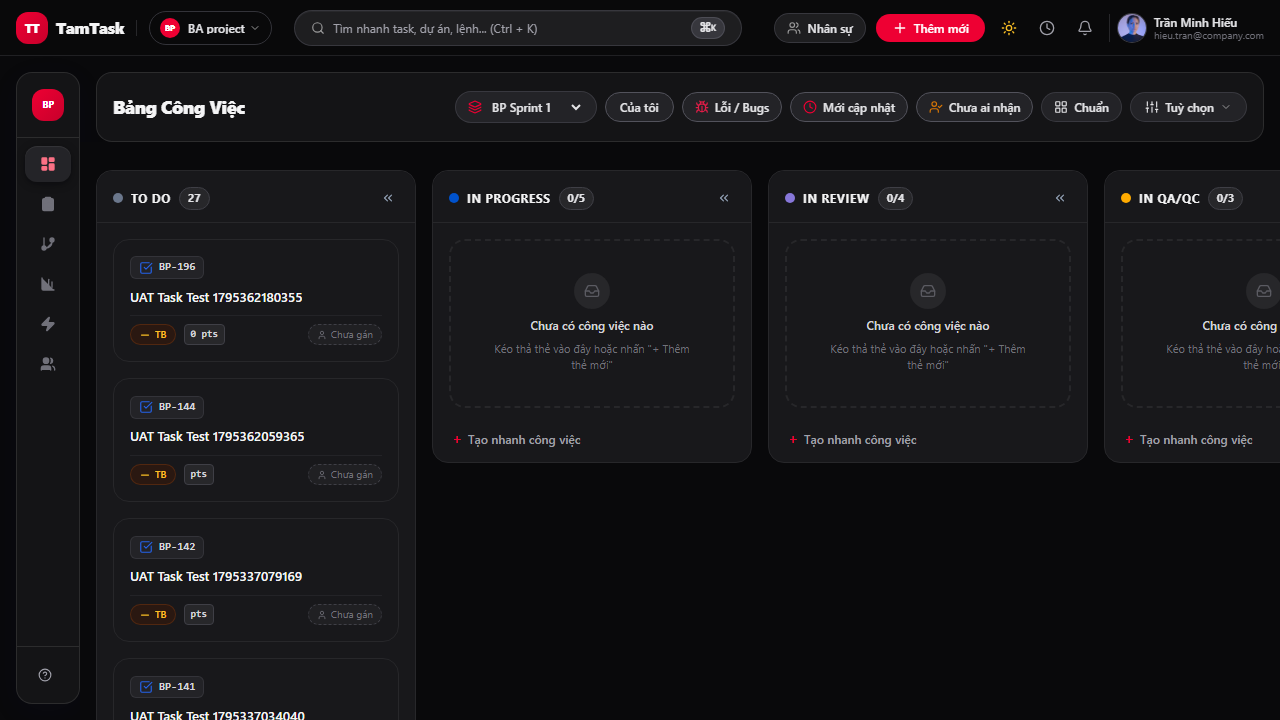 TT TamTask BP BA project Tìm nhanh task, dự án, lệnh... (Ctrl + K) ⌘K Nhân sự + Thêm mới Trần Minh Hiếu
hieu.tran@company.com
BP
Bảng Công Việc BP Sprint 1 Của tôi Lỗi / Bugs Mới cập nhật Chưa ai nhận Chuẩn Tuỳ chọn
TO DO 27
BP-196
UAT Task Test 1795362180355
TB 0 pts Chưa gán
BP-144
UAT Task Test 1795362059365
TB pts Chưa gán
BP-142
UAT Task Test 1795337079169
TB pts Chưa gán
BP-141
UAT Task Test 1795337034040
IN PROGRESS 0/5
Chưa có công việc nào
Kéo thả thẻ vào đây hoặc nhấn "+ Thêm
thẻ mới"
+ Tạo nhanh công việc
IN REVIEW 0/4
Chưa có công việc nào
Kéo thả thẻ vào đây hoặc nhấn "+ Thêm
thẻ mới"
+ Tạo nhanh công việc
IN QA/QC 0/3
Chưa có công
Kéo thả thẻ vào đây
thẻ mới
+ Tạo nhanh công việc